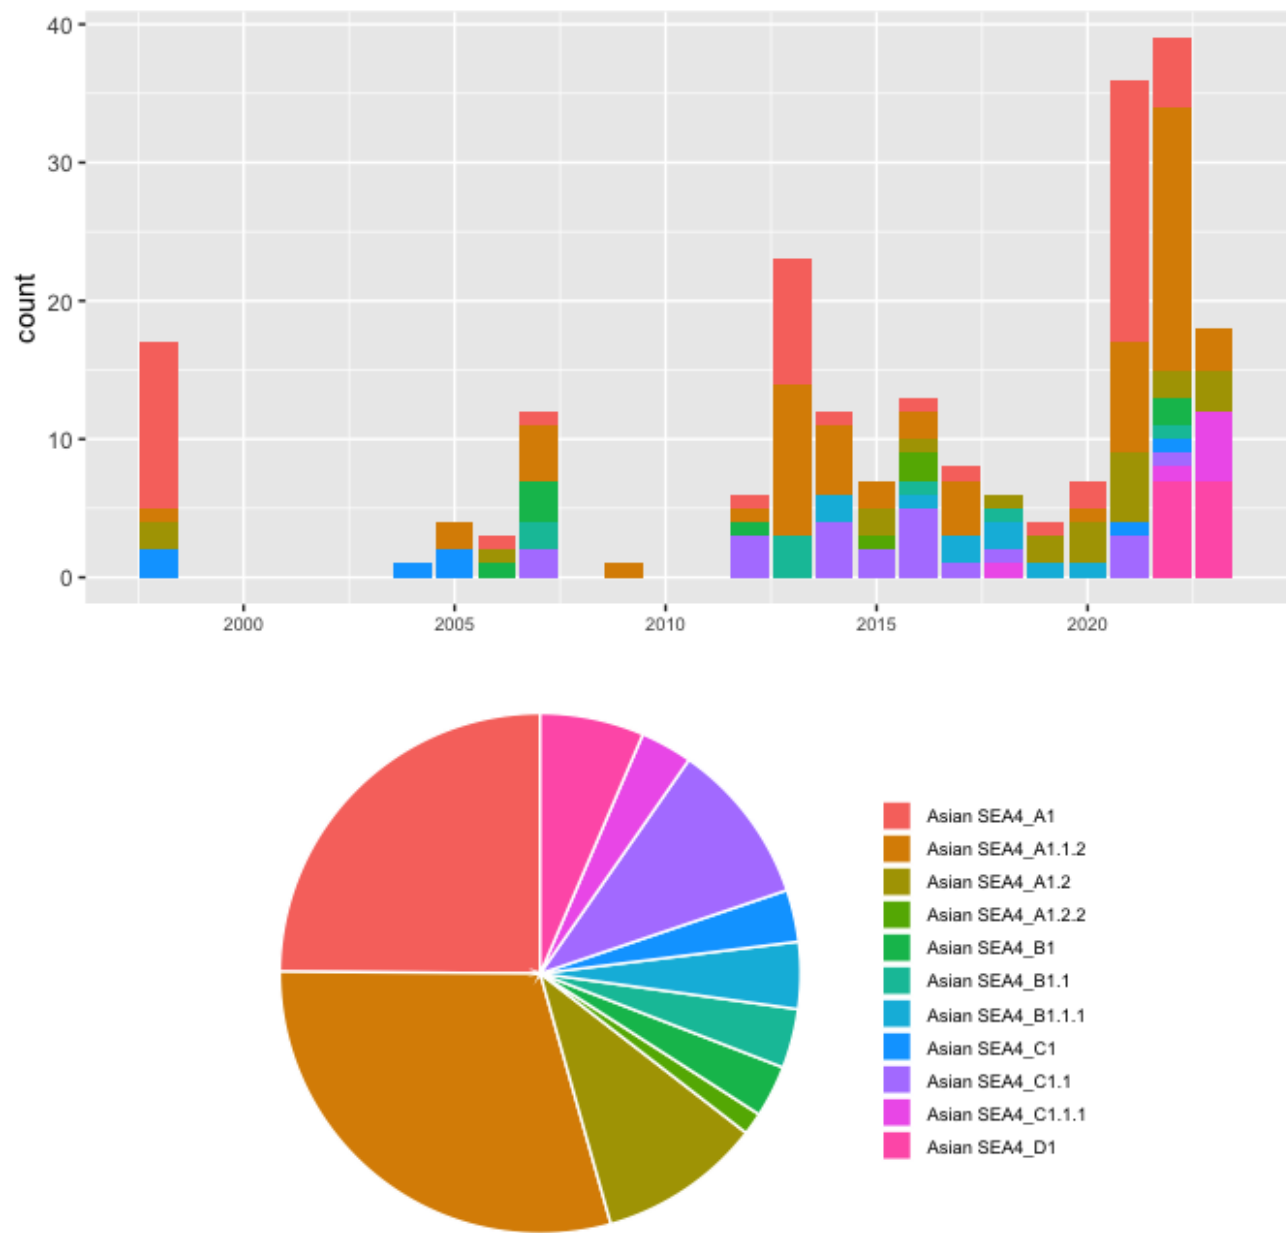 40
30
20
10
0
count
2000 2005 2010 2015 2020
Asian SEA4_A1
Asian SEA4_A1.1.2
Asian SEA4_A1.2
Asian SEA4_A1.2.2
Asian SEA4_B1
Asian SEA4_B1.1
Asian SEA4_B1.1.1
Asian SEA4_C1
Asian SEA4_C1.1
Asian SEA4_C1.1.1
Asian SEA4_D1